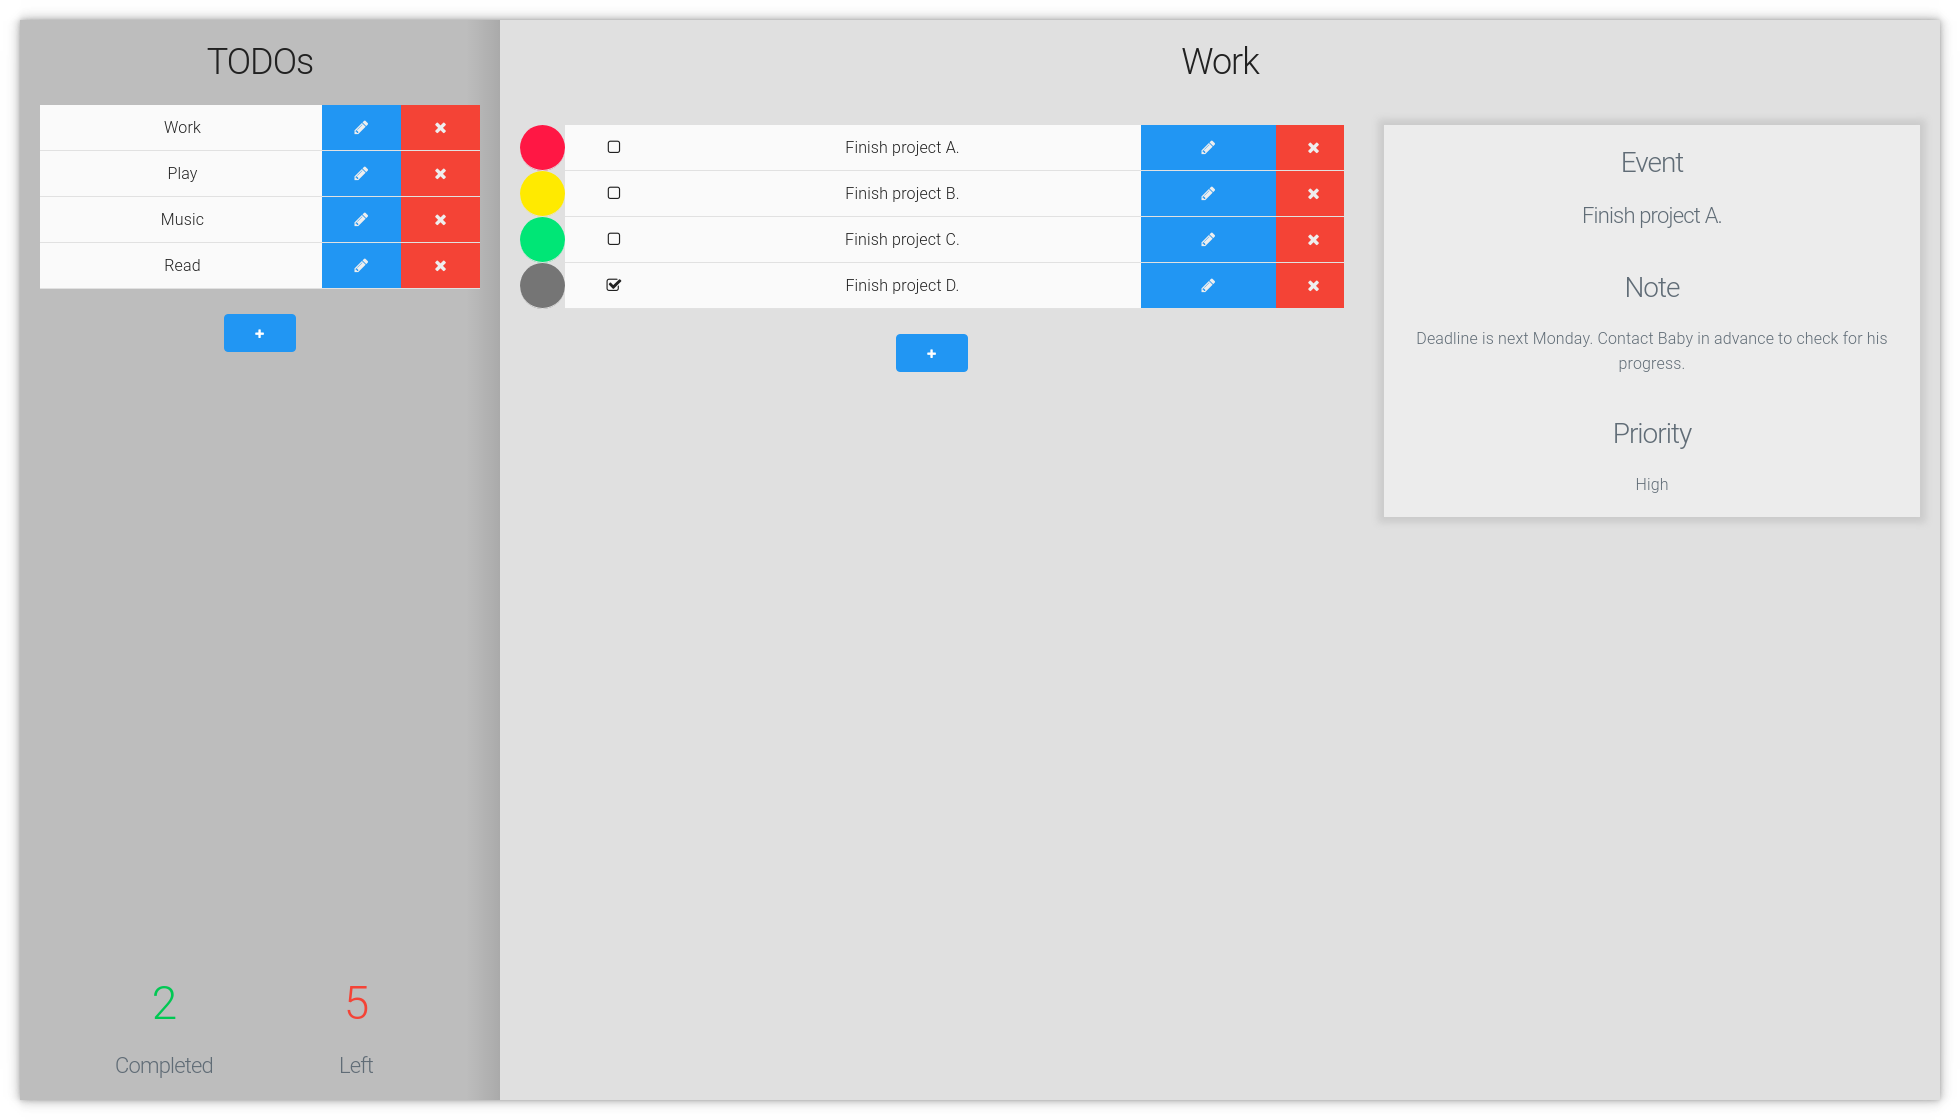 TODOs
Work
Play
Music
Read
+
2
Completed
5
Left
Work
Finish project A.
Finish project B.
Finish project C.
Finish project D.
+
Event
Finish project A.
Note
Deadline is next Monday. Contact Baby in advance to check for his
progress.
Priority
High